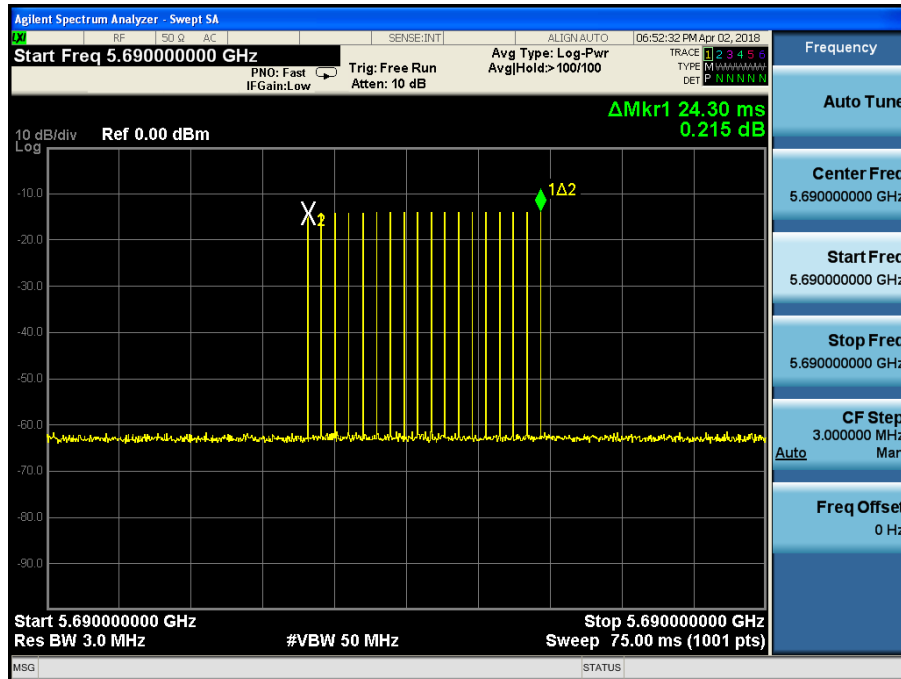 Agilent Spectrum Analyzer - Swept SA
LXI RF 50 Ω AC SENSE:INT ALIGN AUTO 06:52:32 PM Apr 02, 2018
Start Freq 5.690000000 GHz
PNO: Fast
IFGain:Low
Trig: Free Run
Atten: 10 dB
Avg Type: Log-Pwr
Avg|Hold:>100/100
TRACE 1 2 3 4 5 6
TYPE M
DET P N N N N N
ΔMkr1 24.30 ms
0.215 dB
10 dB/div Ref 0.00 dBm
Log
-10.0
-20.0
-30.0
-40.0
-50.0
-60.0
-70.0
-80.0
-90.0
1Δ2
2
Start 5.690000000 GHz Stop 5.690000000 GHz
Res BW 3.0 MHz #VBW 50 MHz Sweep 75.00 ms (1001 pts)
MSG STATUS
Frequency
Auto Tune
Center Freq
5.690000000 GHz
Start Freq
5.690000000 GHz
Stop Freq
5.690000000 GHz
CF Step
3.000000 MHz
Auto Man
Freq Offset
0 Hz